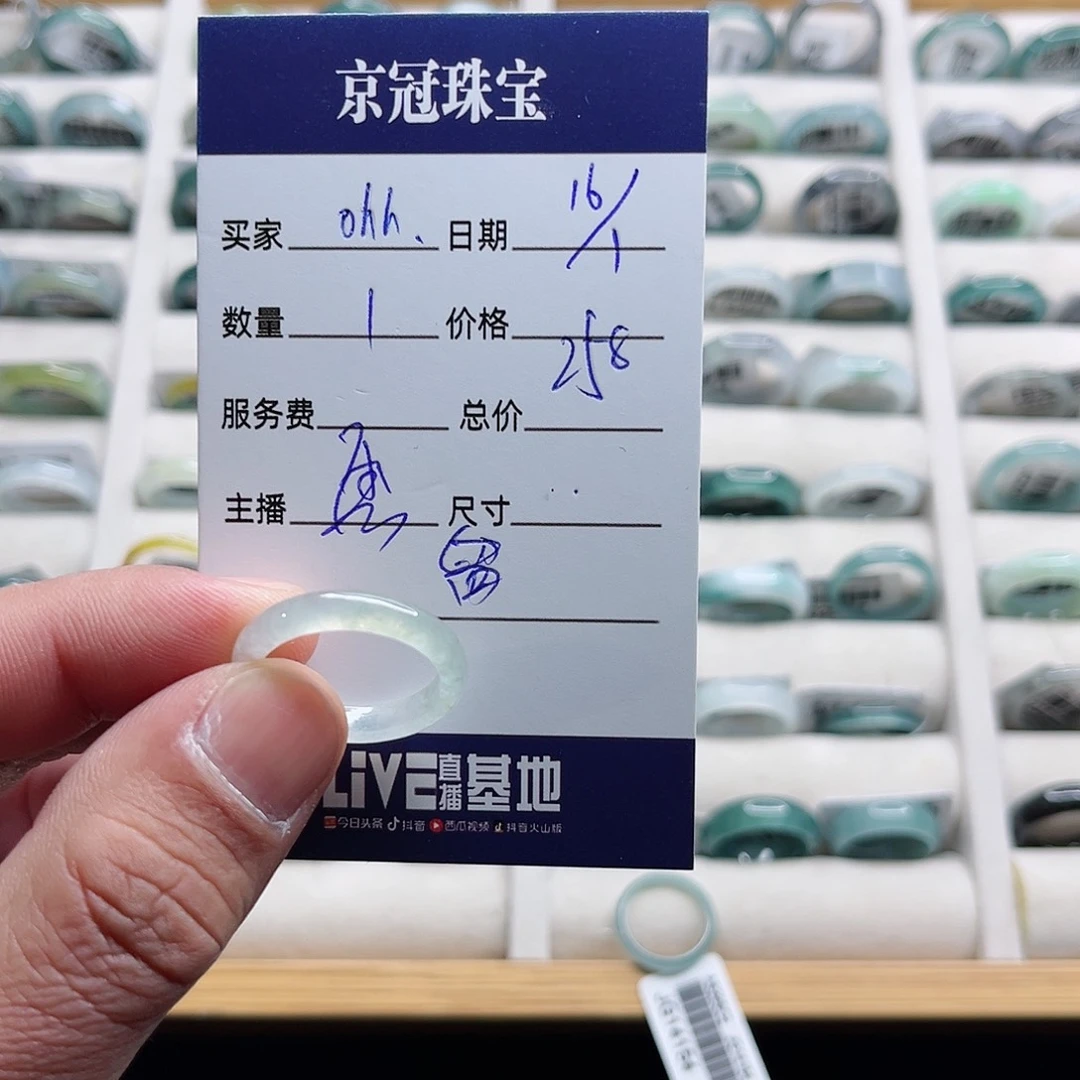 京冠珠宝
买家 ohh. 日期 16/1
数量 1 价格 258
服务费 总价
主播 尺寸
留
LIVE直播基地
今日头条 抖音 西瓜视频 抖音火山版